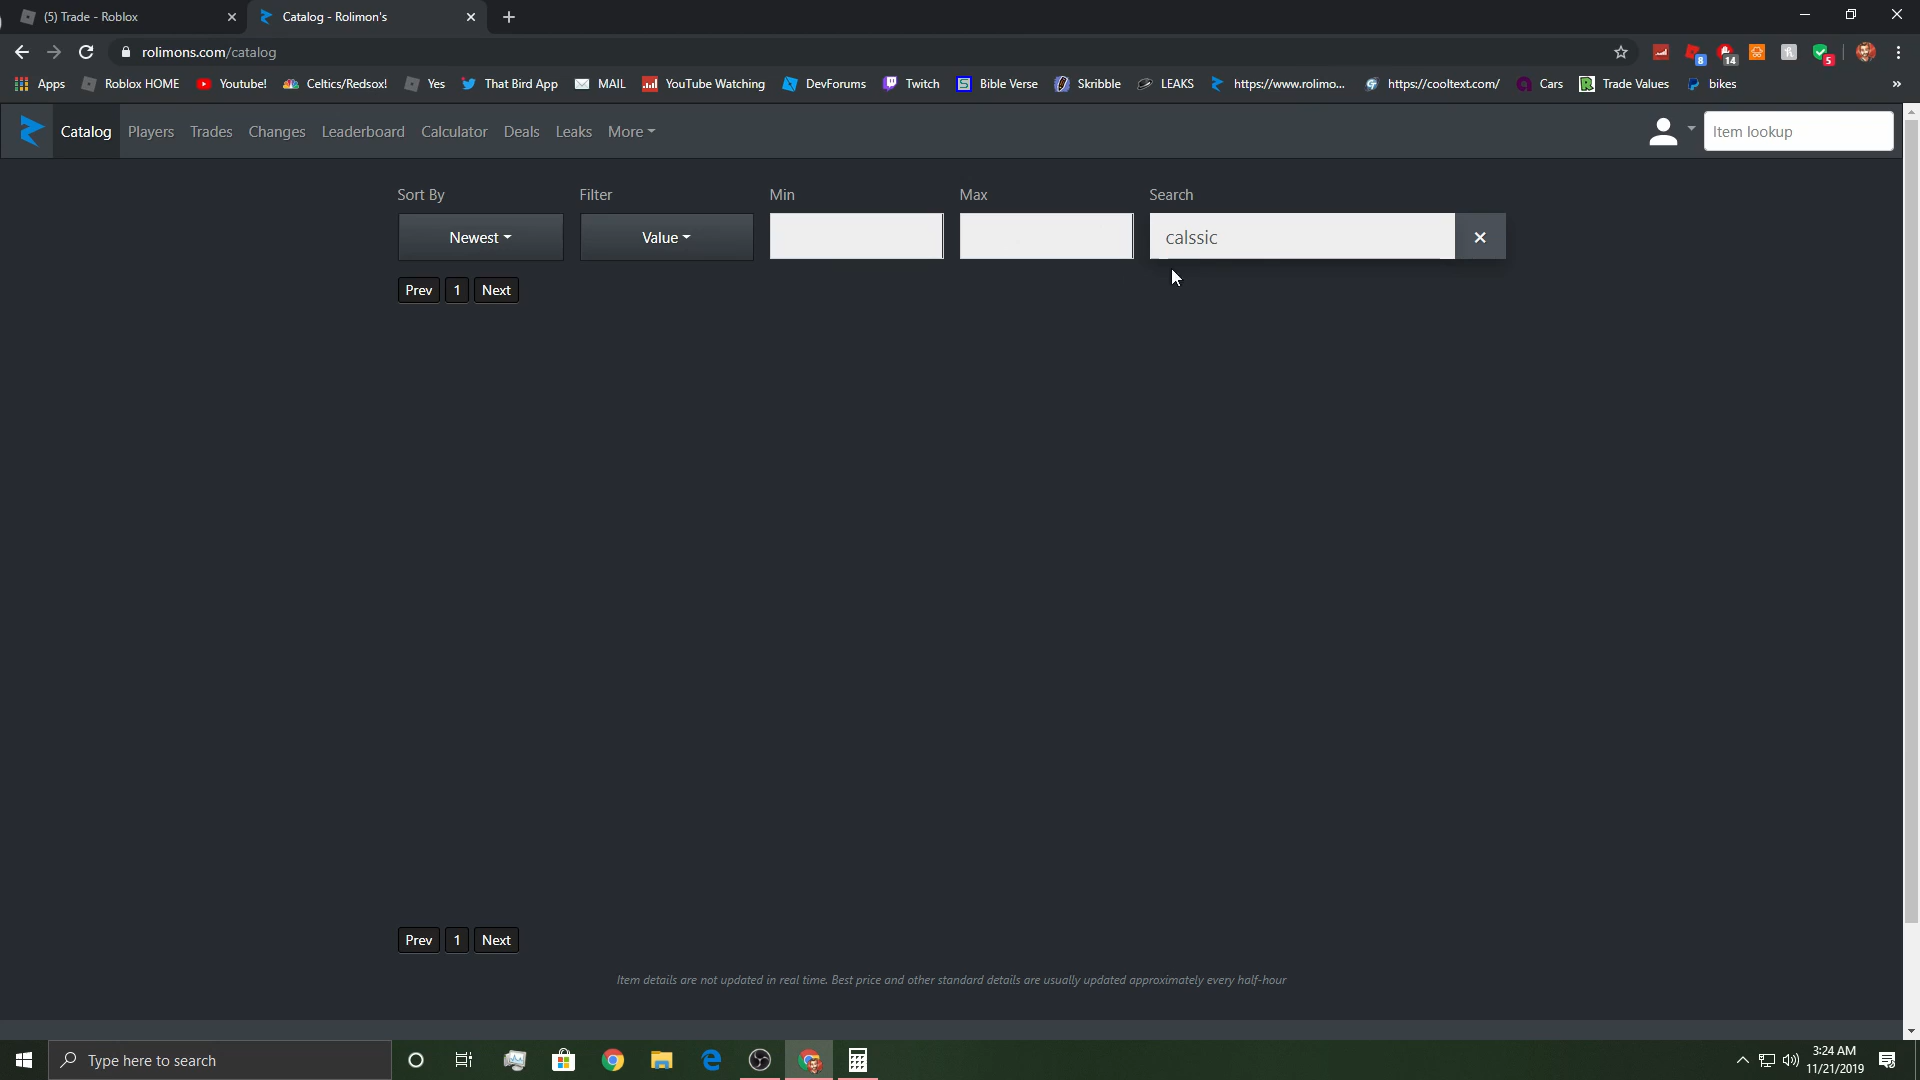 (5) Trade - Roblox
Catalog - Rolimon's
rolimons.com/catalog
8
14
5
Apps
Roblox HOME
Youtube!
Celtics/Redsox!
Yes
That Bird App
MAIL
YouTube Watching
DevForums
Twitch
Bible Verse
Skribble
LEAKS
https://www.rolimo...
https://cooltext.com/
Cars
Trade Values
bikes
»
Catalog Players Trades Changes Leaderboard Calculator Deals Leaks More
Item lookup
Sort By Filter Min Max Search
Newest Value calssic
Prev 1 Next
Prev 1 Next
Item details are not updated in real time. Best price and other standard details are usually updated approximately every half-hour
Type here to search
3:24 AM
11/21/2019